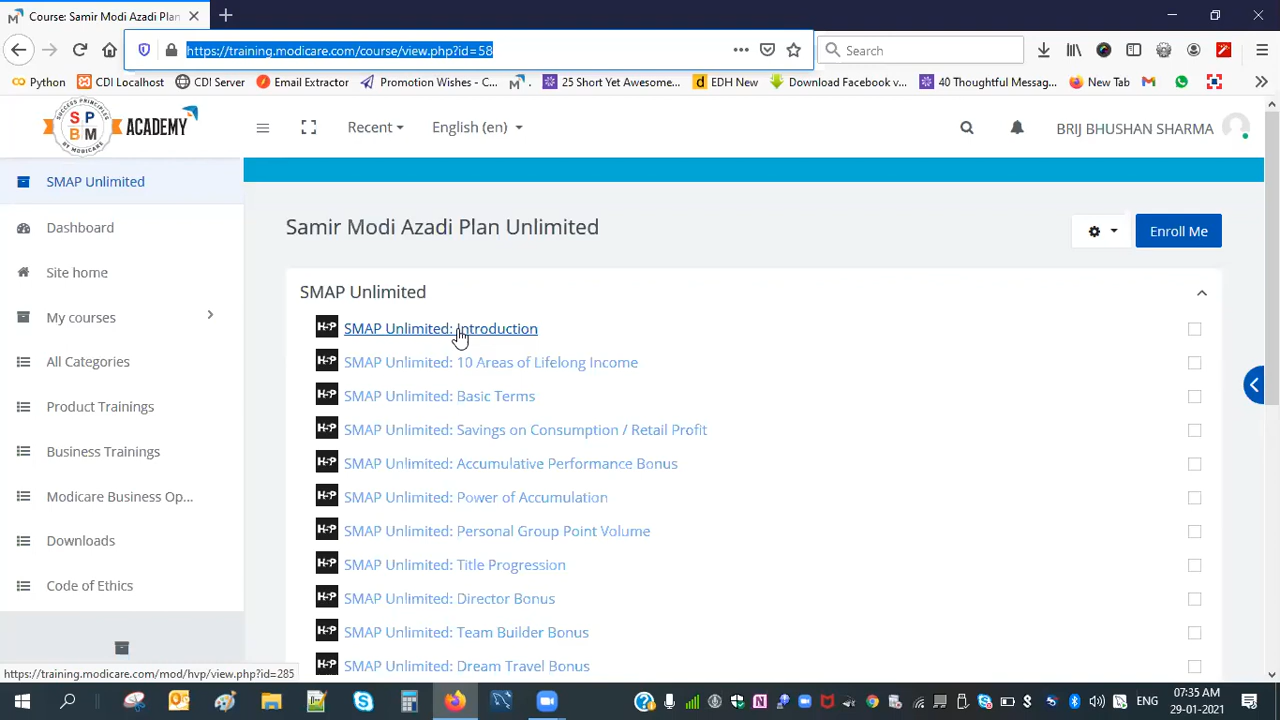 Course: Samir Modi Azadi Plan
https://training.modicare.com/course/view.php?id=58
Search
Python
CDI Localhost
CDI Server
Email Extractor
Promotion Wishes - C...
25 Short Yet Awesome...
EDH New
Download Facebook v...
40 Thoughtful Messag...
New Tab
SUCCESS PRINCIPLES
SP
BM
BY MODICARE
ACADEMY
Recent
English (en)
BRIJ BHUSHAN SHARMA
SMAP Unlimited
Dashboard
Site home
My courses
All Categories
Product Trainings
Business Trainings
Modicare Business Op...
Downloads
Code of Ethics
Samir Modi Azadi Plan Unlimited
Enroll Me
SMAP Unlimited
H-P SMAP Unlimited: Introduction
H-P SMAP Unlimited: 10 Areas of Lifelong Income
H-P SMAP Unlimited: Basic Terms
H-P SMAP Unlimited: Savings on Consumption / Retail Profit
H-P SMAP Unlimited: Accumulative Performance Bonus
H-P SMAP Unlimited: Power of Accumulation
H-P SMAP Unlimited: Personal Group Point Volume
H-P SMAP Unlimited: Title Progression
H-P SMAP Unlimited: Director Bonus
H-P SMAP Unlimited: Team Builder Bonus
H-P SMAP Unlimited: Dream Travel Bonus
https://training.modicare.com/mod/hvp/view.php?id=285
ENG
07:35 AM
29-01-2021